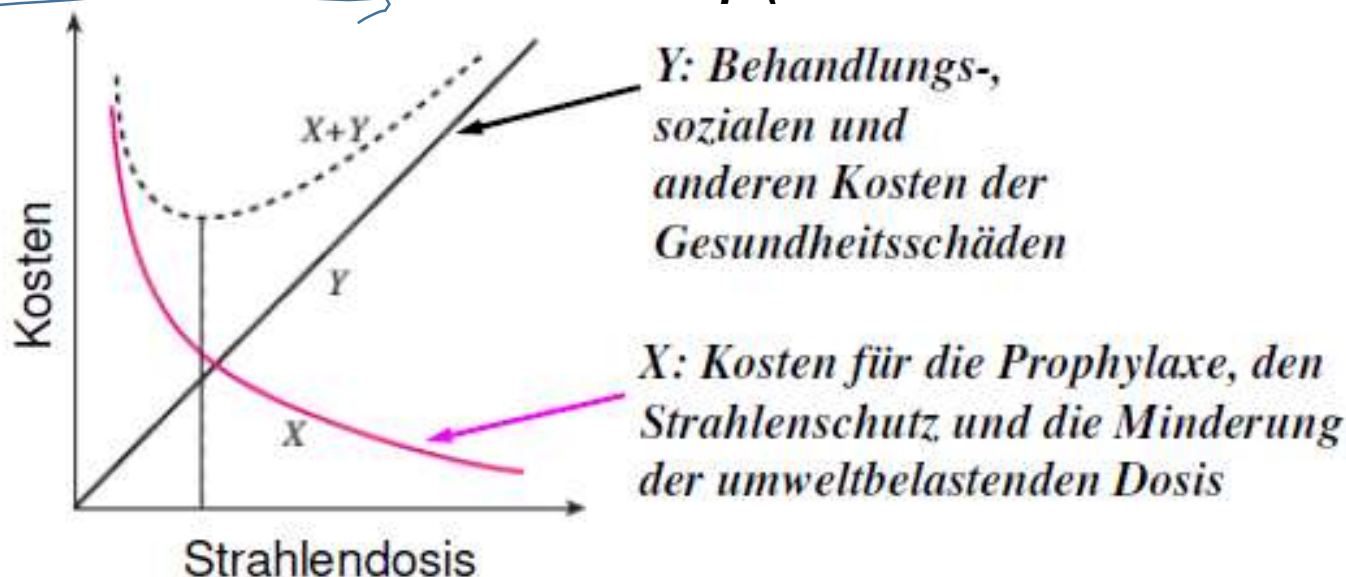 Y: Behandlungs-,
sozialen und
anderen Kosten der
Gesundheitsschäden
X+Y
Y
Kosten
X: Kosten für die Prophylaxe, den
Strahlenschutz und die Minderung
der umweltbelastenden Dosis
X
Strahlendosis